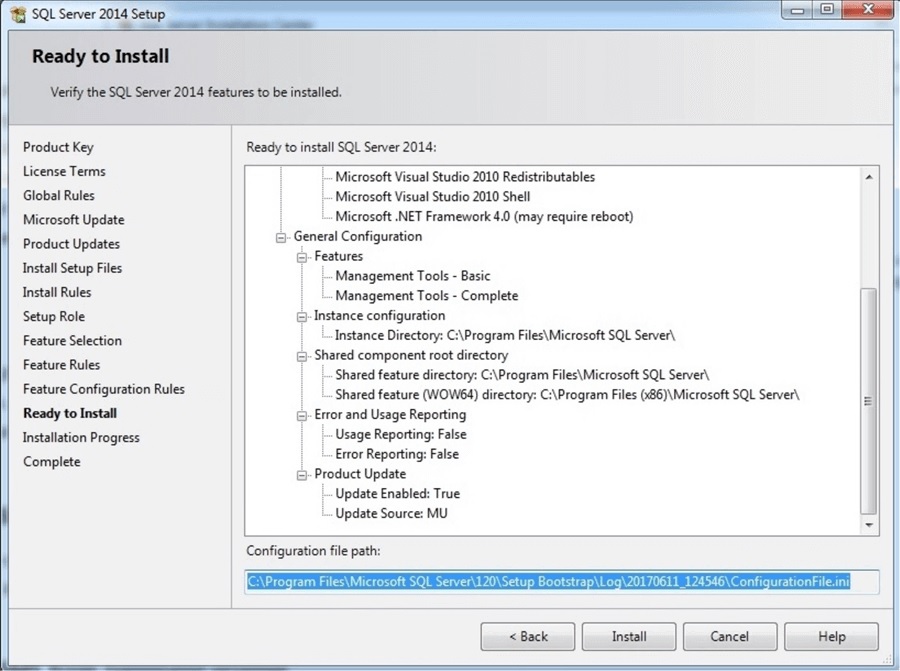 SQL Server 2014 Setup
Ready to Install
Verify the SQL Server 2014 features to be installed.
Product Key
License Terms
Global Rules
Microsoft Update
Product Updates
Install Setup Files
Install Rules
Setup Role
Feature Selection
Feature Rules
Feature Configuration Rules
Ready to Install
Installation Progress
Complete
Ready to install SQL Server 2014:
Microsoft Visual Studio 2010 Redistributables
Microsoft Visual Studio 2010 Shell
Microsoft .NET Framework 4.0 (may require reboot)
General Configuration
Features
Management Tools - Basic
Management Tools - Complete
Instance configuration
Instance Directory: C:\Program Files\Microsoft SQL Server\
Shared component root directory
Shared feature directory: C:\Program Files\Microsoft SQL Server\
Shared feature (WOW64) directory: C:\Program Files (x86)\Microsoft SQL Server\
Error and Usage Reporting
Usage Reporting: False
Error Reporting: False
Product Update
Update Enabled: True
Update Source: MU
Configuration file path:
C:\Program Files\Microsoft SQL Server\120\Setup Bootstrap\Log\20170611_124546\ConfigurationFile.ini
< Back
Install
Cancel
Help